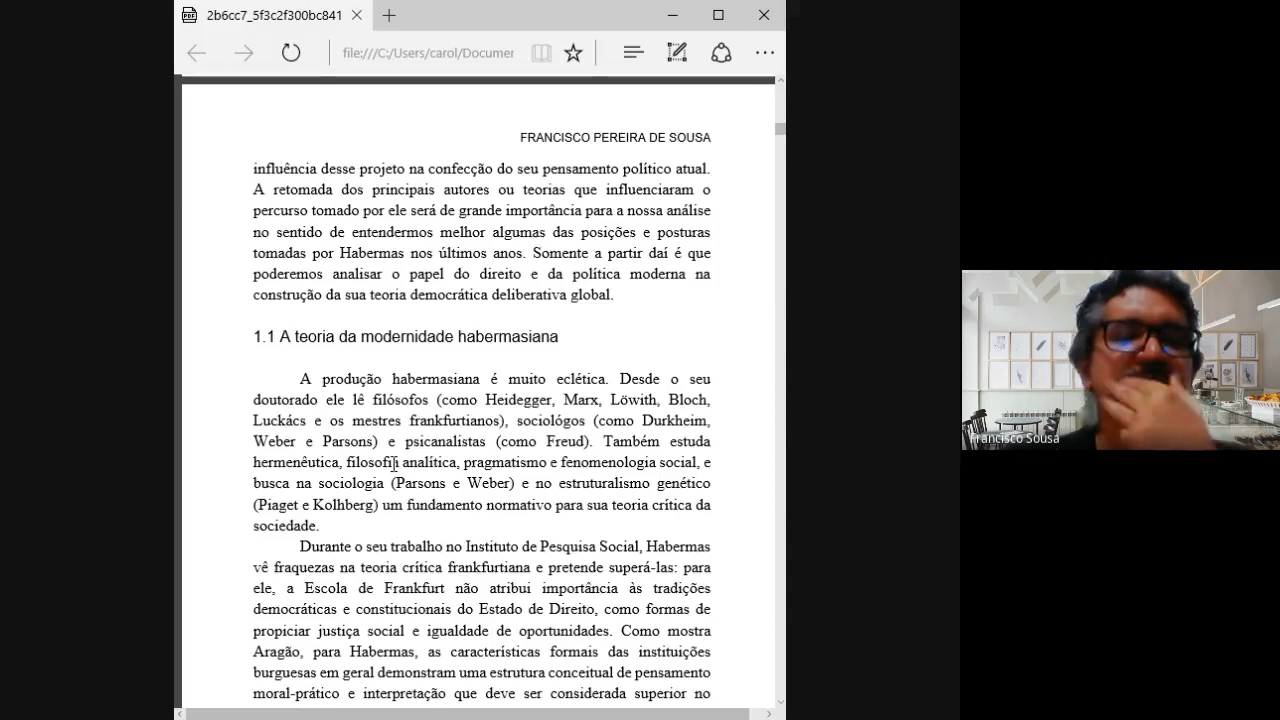 2b6cc7_5f3c2f300bc841
file:///C:/Users/carol/Documer
FRANCISCO PEREIRA DE SOUSA
influência desse projeto na confecção do seu pensamento político atual.
A retomada dos principais autores ou teorias que influenciaram o
percurso tomado por ele será de grande importância para a nossa análise
no sentido de entendermos melhor algumas das posições e posturas
tomadas por Habermas nos últimos anos. Somente a partir daí é que
poderemos analisar o papel do direito e da política moderna na
construção da sua teoria democrática deliberativa global.
1.1 A teoria da modernidade habermasiana
A produção habermasiana é muito eclética. Desde o seu
doutorado ele lê filósofos (como Heidegger, Marx, Löwith, Bloch,
Luckács e os mestres frankfurtianos), sociológos (como Durkheim,
Weber e Parsons) e psicanalistas (como Freud). Também estuda
hermenêutica, filosofia analítica, pragmatismo e fenomenologia social, e
busca na sociologia (Parsons e Weber) e no estruturalismo genético
(Piaget e Kolhberg) um fundamento normativo para sua teoria crítica da
sociedade.
Durante o seu trabalho no Instituto de Pesquisa Social, Habermas
vê fraquezas na teoria crítica frankfurtiana e pretende superá-las: para
ele, a Escola de Frankfurt não atribui importância às tradições
democráticas e constitucionais do Estado de Direito, como formas de
propiciar justiça social e igualdade de oportunidades. Como mostra
Aragão, para Habermas, as características formais das instituições
burguesas em geral demonstram uma estrutura conceitual de pensamento
moral-prático e interpretação que deve ser considerada superior no
Francisco Sousa